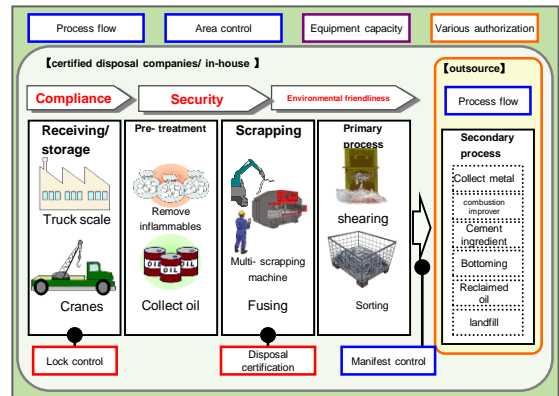 Process flow
Area control
Equipment capacity
Various authorization
【certified disposal companies/ in-house 】
【outsource】
Compliance
Security
Environmental friendliness
Process flow
Receiving/
storage
Truck scale
Cranes
Pre- treatment
Remove
inflammables
OIL OIL OIL
Collect oil
Scrapping
Multi- scrapping
machine
Fusing
Primary
process
shearing
Sorting
Secondary
process
Collect metal
combustion
improver
Cement
ingredient
Bottoming
Reclaimed
oil
landfill
Lock control
Disposal
certification
Manifest control